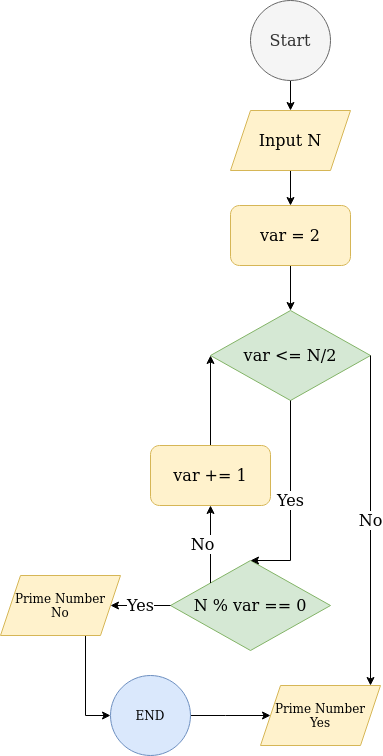 Start
Input N
var = 2
var <= N/2
var += 1
Yes
No
No
N % var == 0
Yes
Prime Number
No
END
Prime Number
Yes